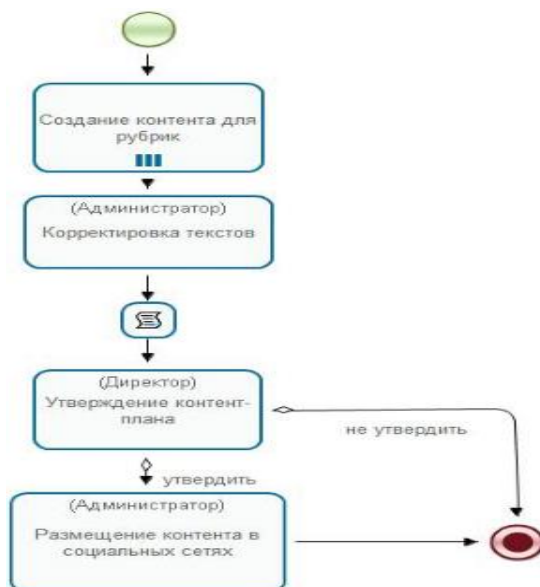 Создание контента для
рубрик
(Администратор)
Корректировка текстов
(Директор)
Утверждение контент-
плана
не утвердить
утвердить
(Администратор)
Размещение контента в
социальных сетях